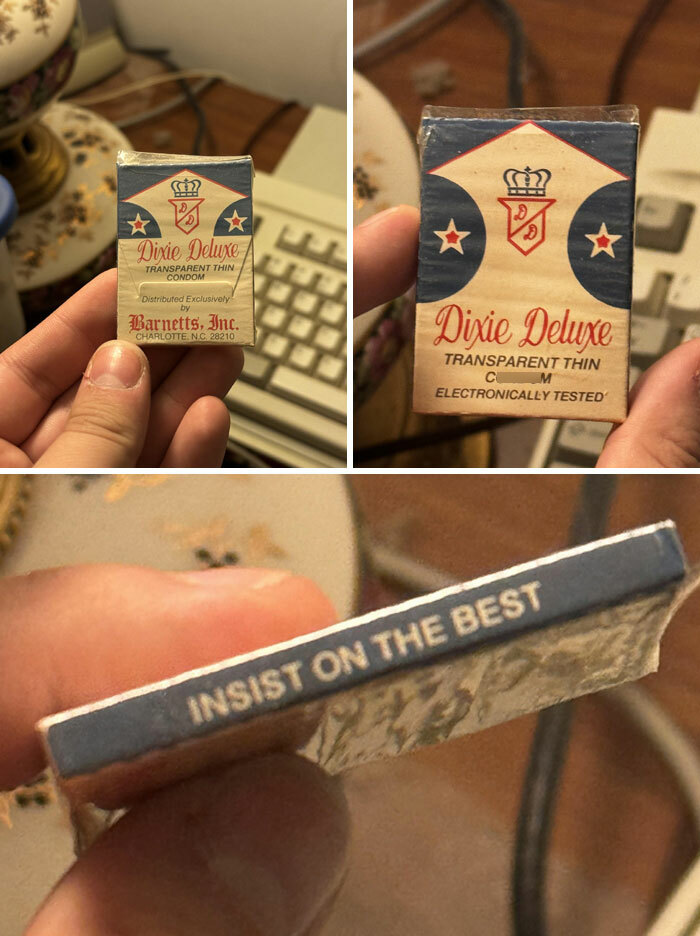 D D
Dixie Deluxe
TRANSPARENT THIN
CONDOM
Distributed Exclusively
by
Barnetts, Inc.
CHARLOTTE, N.C. 28210
D D
Dixie Deluxe
TRANSPARENT THIN
C M
ELECTRONICALLY TESTED
INSIST ON THE BEST